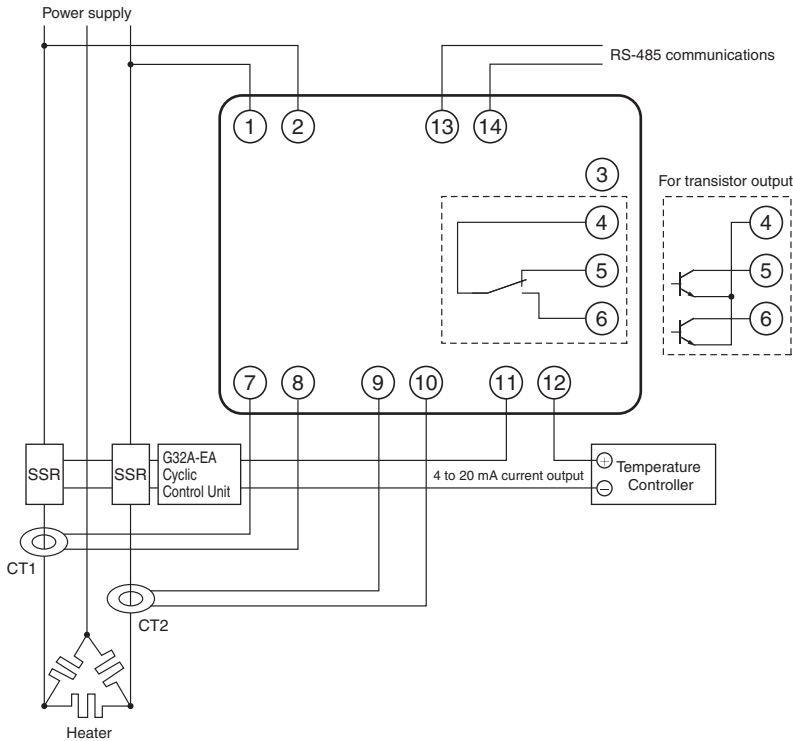 Power supply
RS-485 communications
1
2
13
14
3
For transistor output
4
5
6
4
5
6
7
8
9
10
11
12
SSR
SSR
G32A-EA
Cyclic
Control Unit
4 to 20 mA current output
+
Temperature
Controller
−
CT1
CT2
Heater